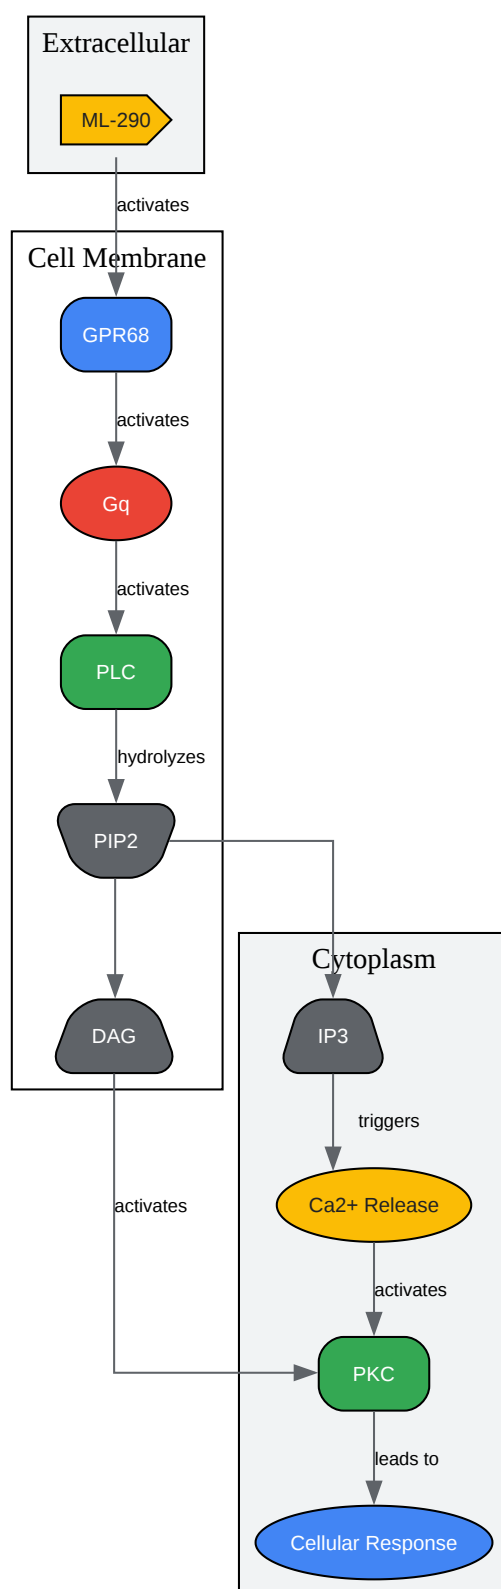 Extracellular
ML-290
activates
Cell Membrane
GPR68
activates
Gq
activates
PLC
hydrolyzes
PIP2
Cytoplasm
DAG
IP3
triggers
activates
Ca2+ Release
activates
PKC
leads to
Cellular Response